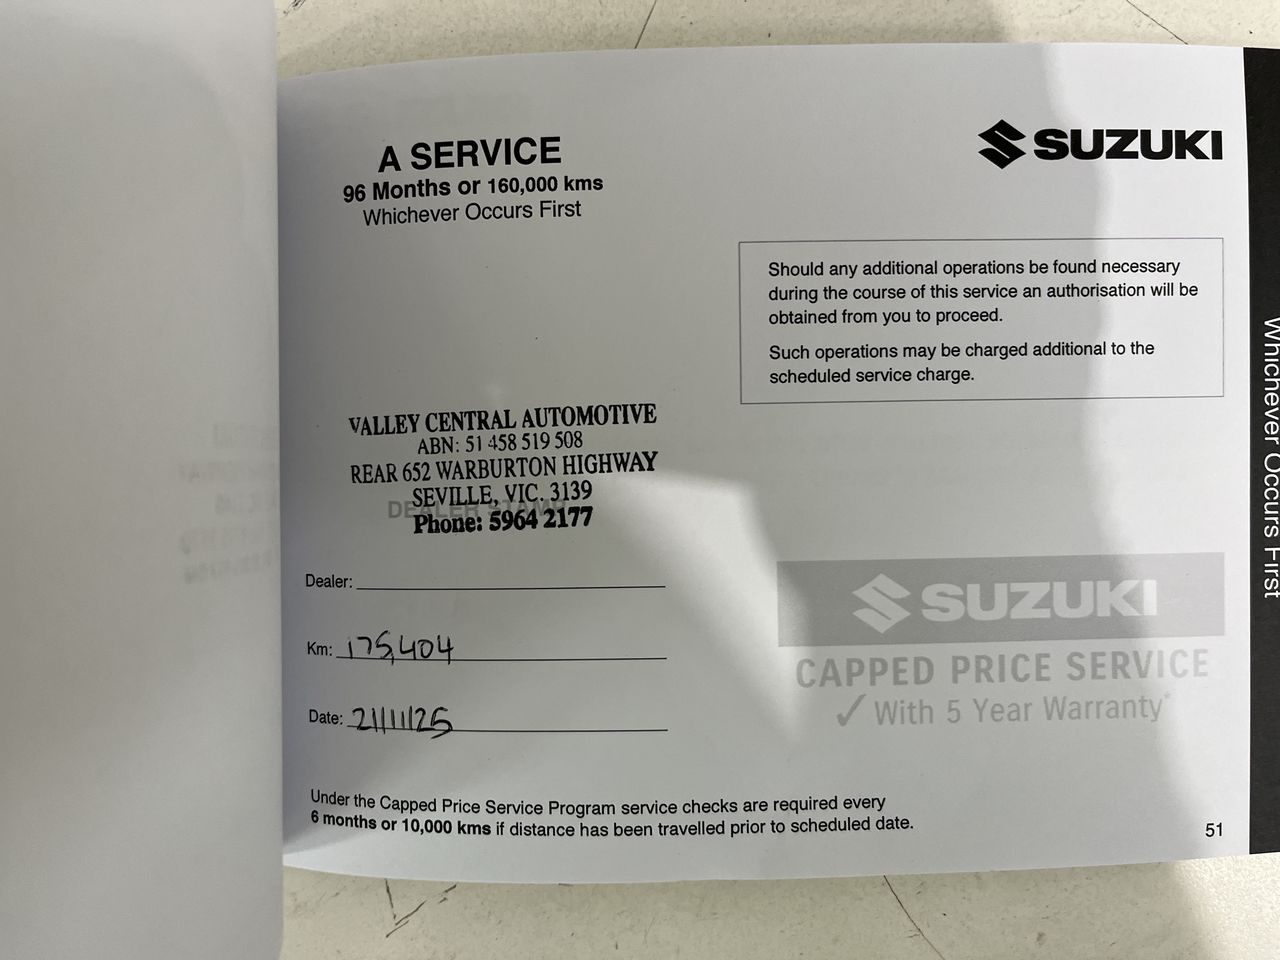 A SERVICE
96 Months or 160,000 kms
Whichever Occurs First
SUZUKI
Should any additional operations be found necessary
during the course of this service an authorisation will be
obtained from you to proceed.
Such operations may be charged additional to the
scheduled service charge.
VALLEY CENTRAL AUTOMOTIVE
ABN: 51 458 519 508
REAR 652 WARBURTON HIGHWAY
SEVILLE, VIC. 3139
DEALER STAMP
Phone: 5964 2177
Dealer:
Km: 175,404
Date: 21/11/25
SUZUKI
CAPPED PRICE SERVICE
✓ With 5 Year Warranty*
Under the Capped Price Service Program service checks are required every
6 months or 10,000 kms if distance has been travelled prior to scheduled date.
51
Whichever Occurs First